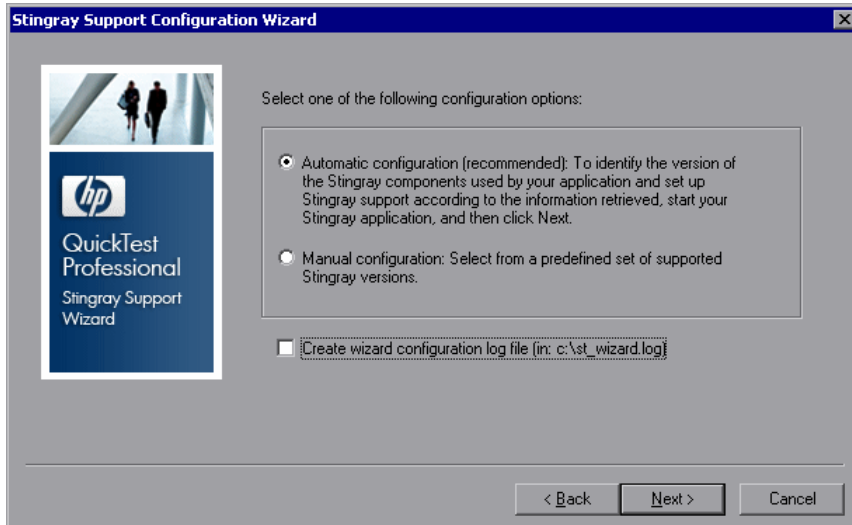 Stingray Support Configuration Wizard
Select one of the following configuration options:
Automatic configuration (recommended): To identify the version of
the Stingray components used by your application and set up
Stingray support according to the information retrieved, start your
Stingray application, and then click Next.
Manual configuration: Select from a predefined set of supported
Stingray versions.
Create wizard configuration log file (in: c:\st_wizard.log)
hp
QuickTest
Professional
Stingray Support
Wizard
< Back
Next >
Cancel